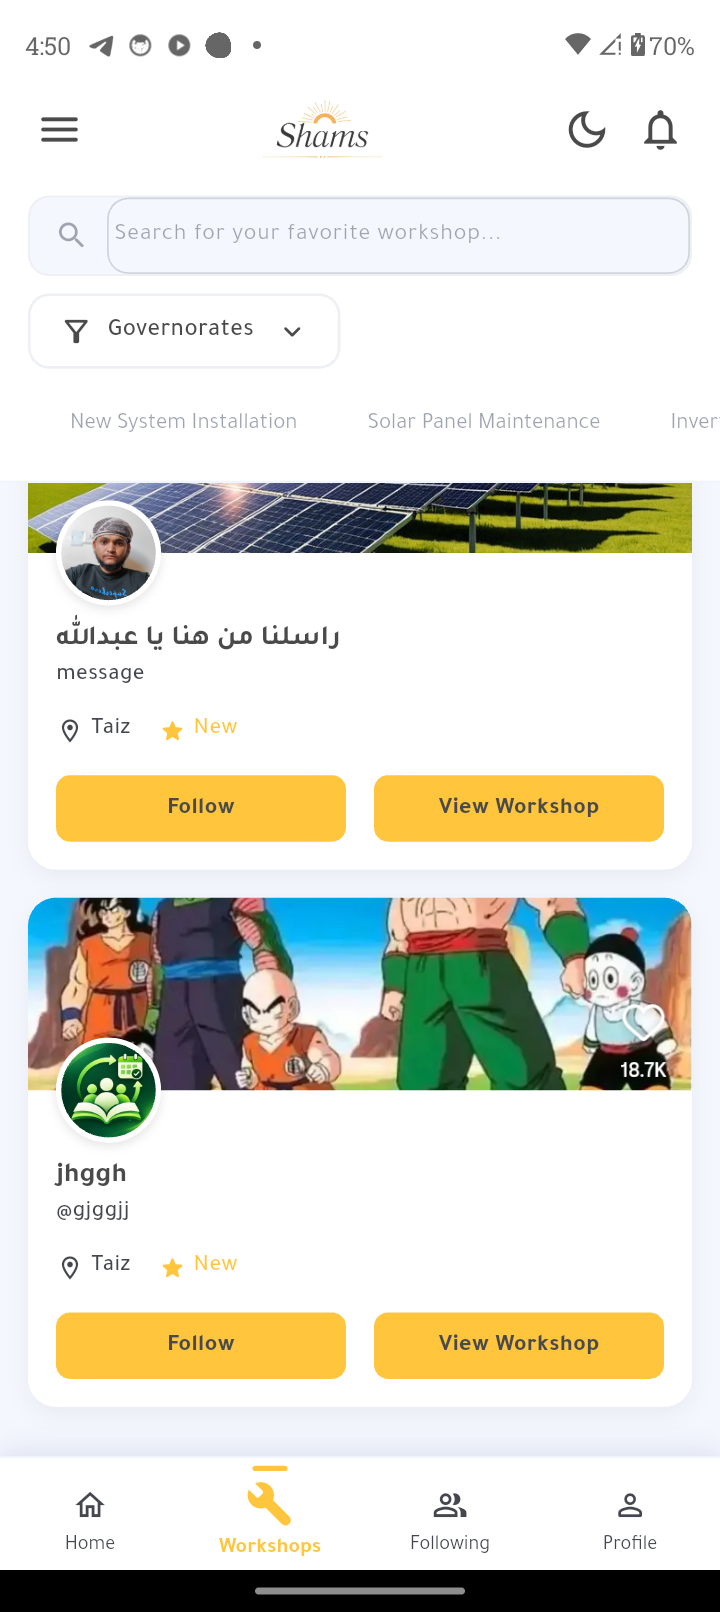 4:50
70%
Shams
Search for your favorite workshop...
Governorates
New System Installation
Solar Panel Maintenance
Inver
راسلنا من هنا يا عبدالله
message
Taiz
New
Follow
View Workshop
18.7K
jhggh
@gjggjj
Taiz
New
Follow
View Workshop
Home
Workshops
Following
Profile